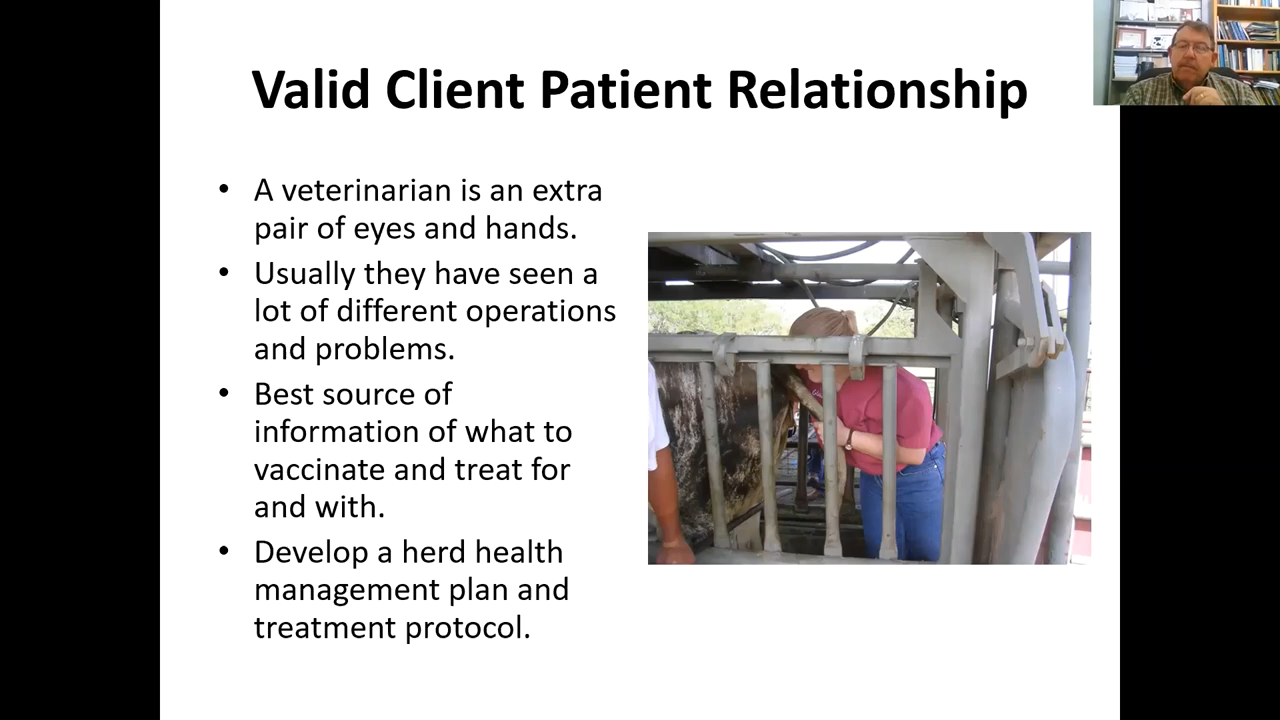 Valid Client Patient Relationship
• A veterinarian is an extra
pair of eyes and hands.
• Usually they have seen a
lot of different operations
and problems.
• Best source of
information of what to
vaccinate and treat for
and with.
• Develop a herd health
management plan and
treatment protocol.